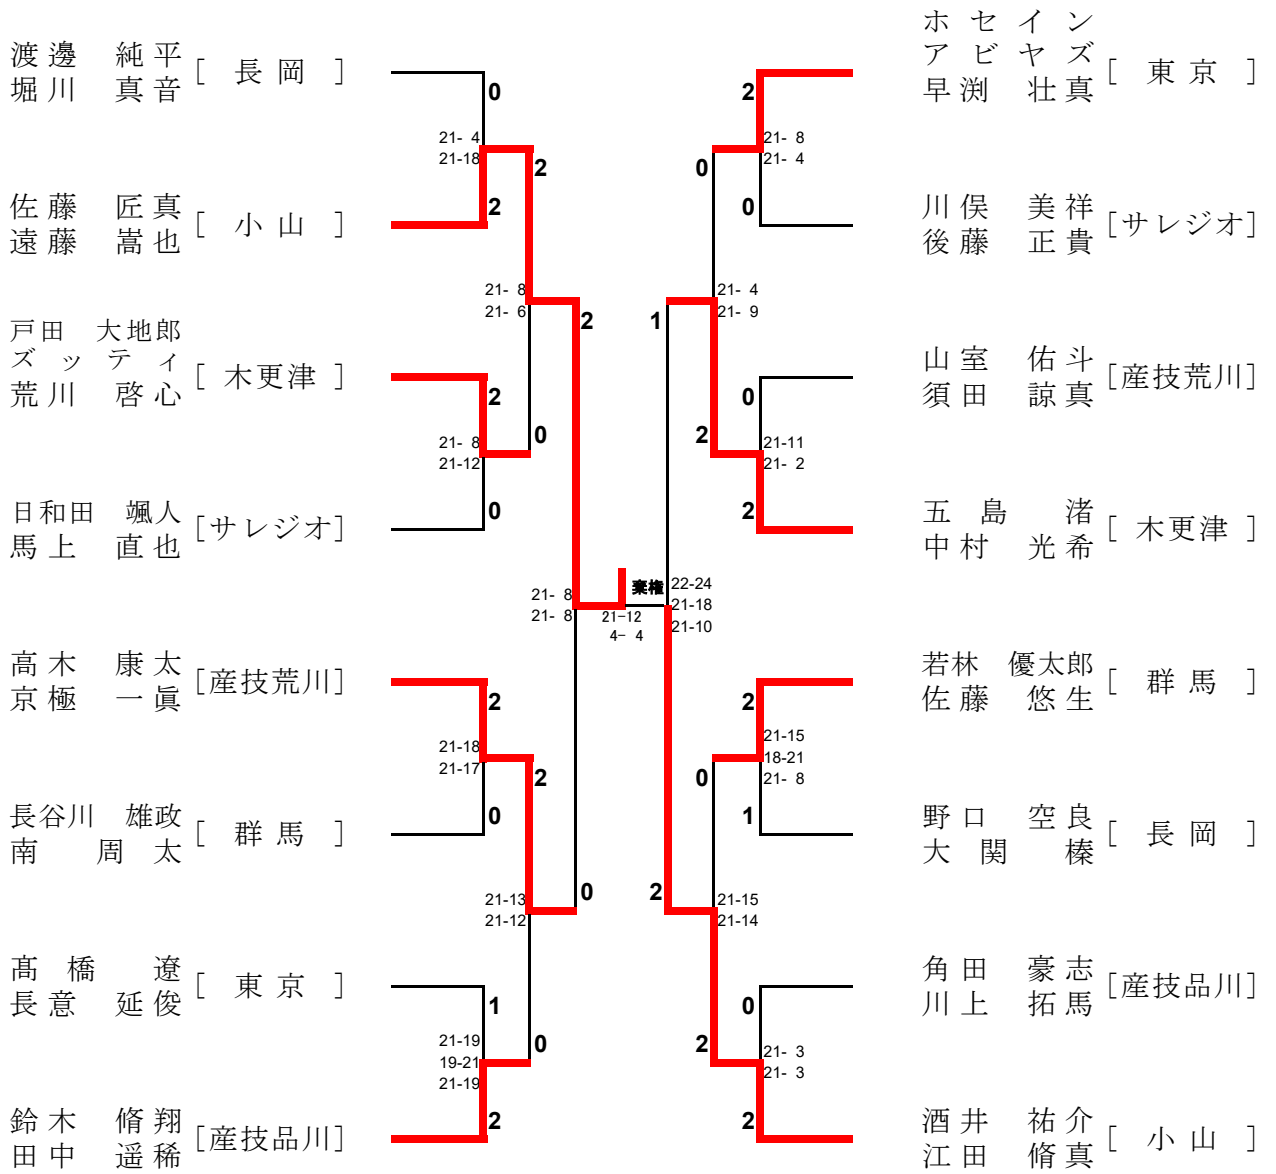 渡邊 純平
堀川 真音
[ 長岡 ]
0
21- 4
21-18
2
佐藤 匠真
遠藤 嵩也
[ 小山 ]
2
21- 8
21- 6
戸田 大地郎
ズッティ
荒川 啓心
[ 木更津 ]
2
21- 8
21-12
0
日和田 颯人
馬上 直也
[サレジオ]
0
2
21- 8
21- 8
高木 康太
京極 一眞
[産技荒川]
2
21-18
21-17
2
長谷川 雄政
南 周太
[ 群馬 ]
0
21-13
21-12
0
髙橋 遼
長意 延俊
[ 東京 ]
1
21-19
19-21
21-19
0
鈴木 脩翔
田中 遥稀
[産技品川]
2
棄権
21-12
4- 4
ホセイン
アビヤズ
早渕 壮真
[ 東京 ]
2
21- 8
21- 4
0
川俣 美祥
後藤 正貴
[サレジオ]
0
21- 4
21- 9
1
山室 佑斗
須田 諒真
[産技荒川]
0
21-11
21- 2
2
五島 渚
中村 光希
[ 木更津 ]
2
22-24
21-18
21-10
若林 優太郎
佐藤 悠生
[ 群馬 ]
2
21-15
18-21
21- 8
0
野口 空良
大関 榛
[ 長岡 ]
1
2
21-15
21-14
角田 豪志
川上 拓馬
[産技品川]
0
21- 3
21- 3
2
酒井 祐介
江田 脩真
[ 小山 ]
2